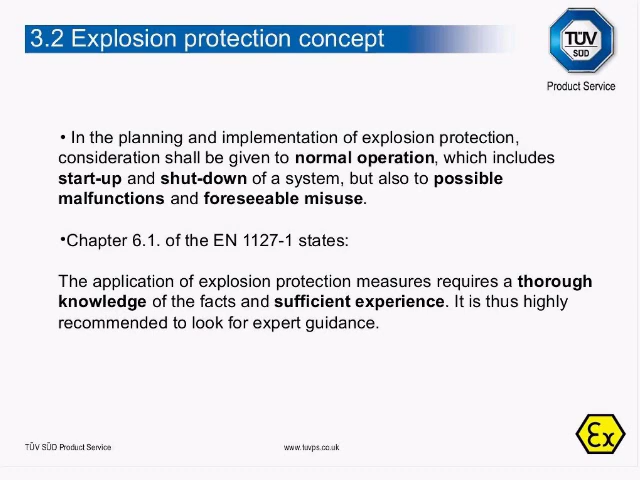 3.2 Explosion protection concept
TÜV
SÜD
Product Service
• In the planning and implementation of explosion protection,
consideration shall be given to normal operation, which includes
start-up and shut-down of a system, but also to possible
malfunctions and foreseeable misuse.
•Chapter 6.1. of the EN 1127-1 states:
The application of explosion protection measures requires a thorough
knowledge of the facts and sufficient experience. It is thus highly
recommended to look for expert guidance.
Ex
TÜV SÜD Product Service
www.tuvps.co.uk